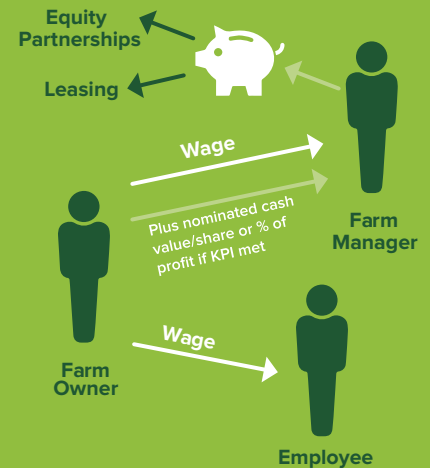 Equity
Partnerships
Leasing
Wage
Plus nominated cash
value/share or % of
profit if KPI met
Farm
Manager
Wage
Farm
Owner
Employee